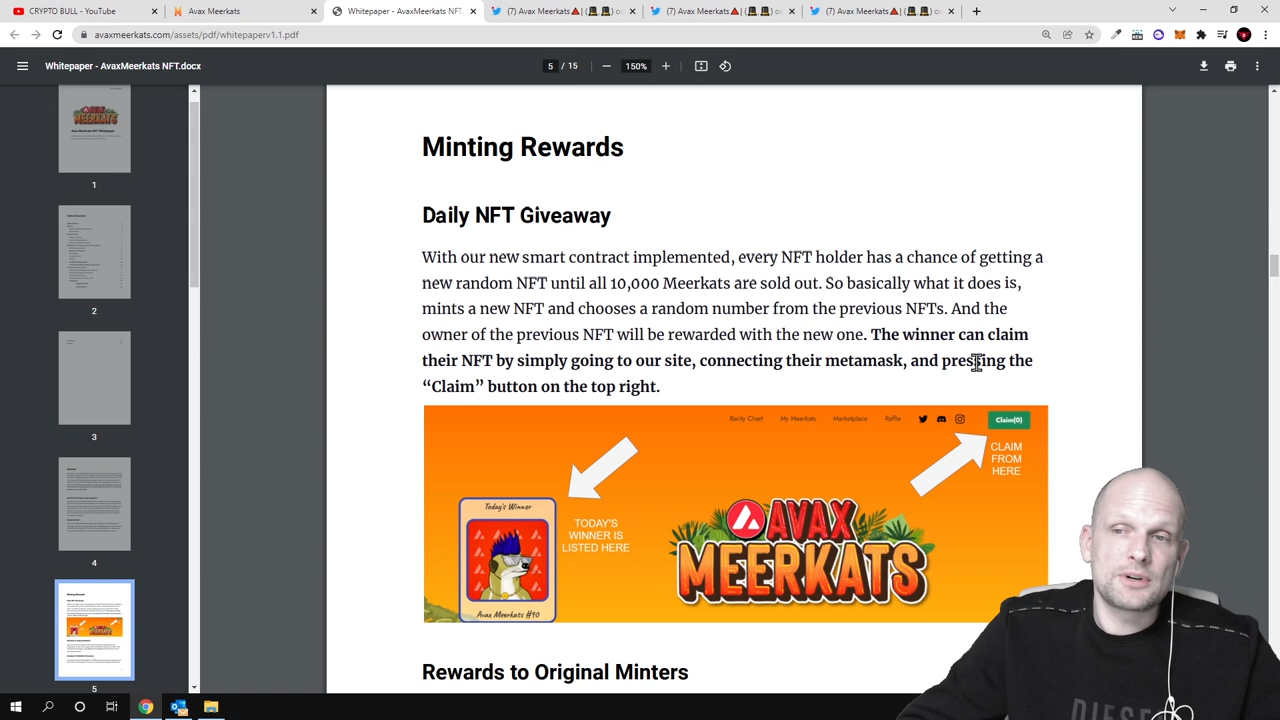 CRYPTO BULL - YouTube
Avax Meerkats
Whitepaper - AvaxMeerkats NFT
(7) Avax Meerkats
(7) Avax Meerkats
(7) Avax Meerkats
avaxmeerkats.com/assets/pdf/whitepaperv1.1.pdf
Whitepaper - AvaxMeerkats NFT.docx
5 / 15
150%
1
2
3
4
5
Minting Rewards
Daily NFT Giveaway
With our new smart contract implemented, every NFT holder has a chance of getting a
new random NFT until all 10,000 Meerkats are sold out. So basically what it does is,
mints a new NFT and chooses a random number from the previous NFTs. And the
owner of the previous NFT will be rewarded with the new one. The winner can claim
their NFT by simply going to our site, connecting their metamask, and pressing the
“Claim” button on the top right.
Rarity Chart My Meerkats Marketplace Raffle Claim(0)
CLAIM
FROM
HERE
Today's Winner
TODAY'S
WINNER IS
LISTED HERE
AVAX
MEERKATS
Avax Meerkats #90
Rewards to Original Minters
DIESE